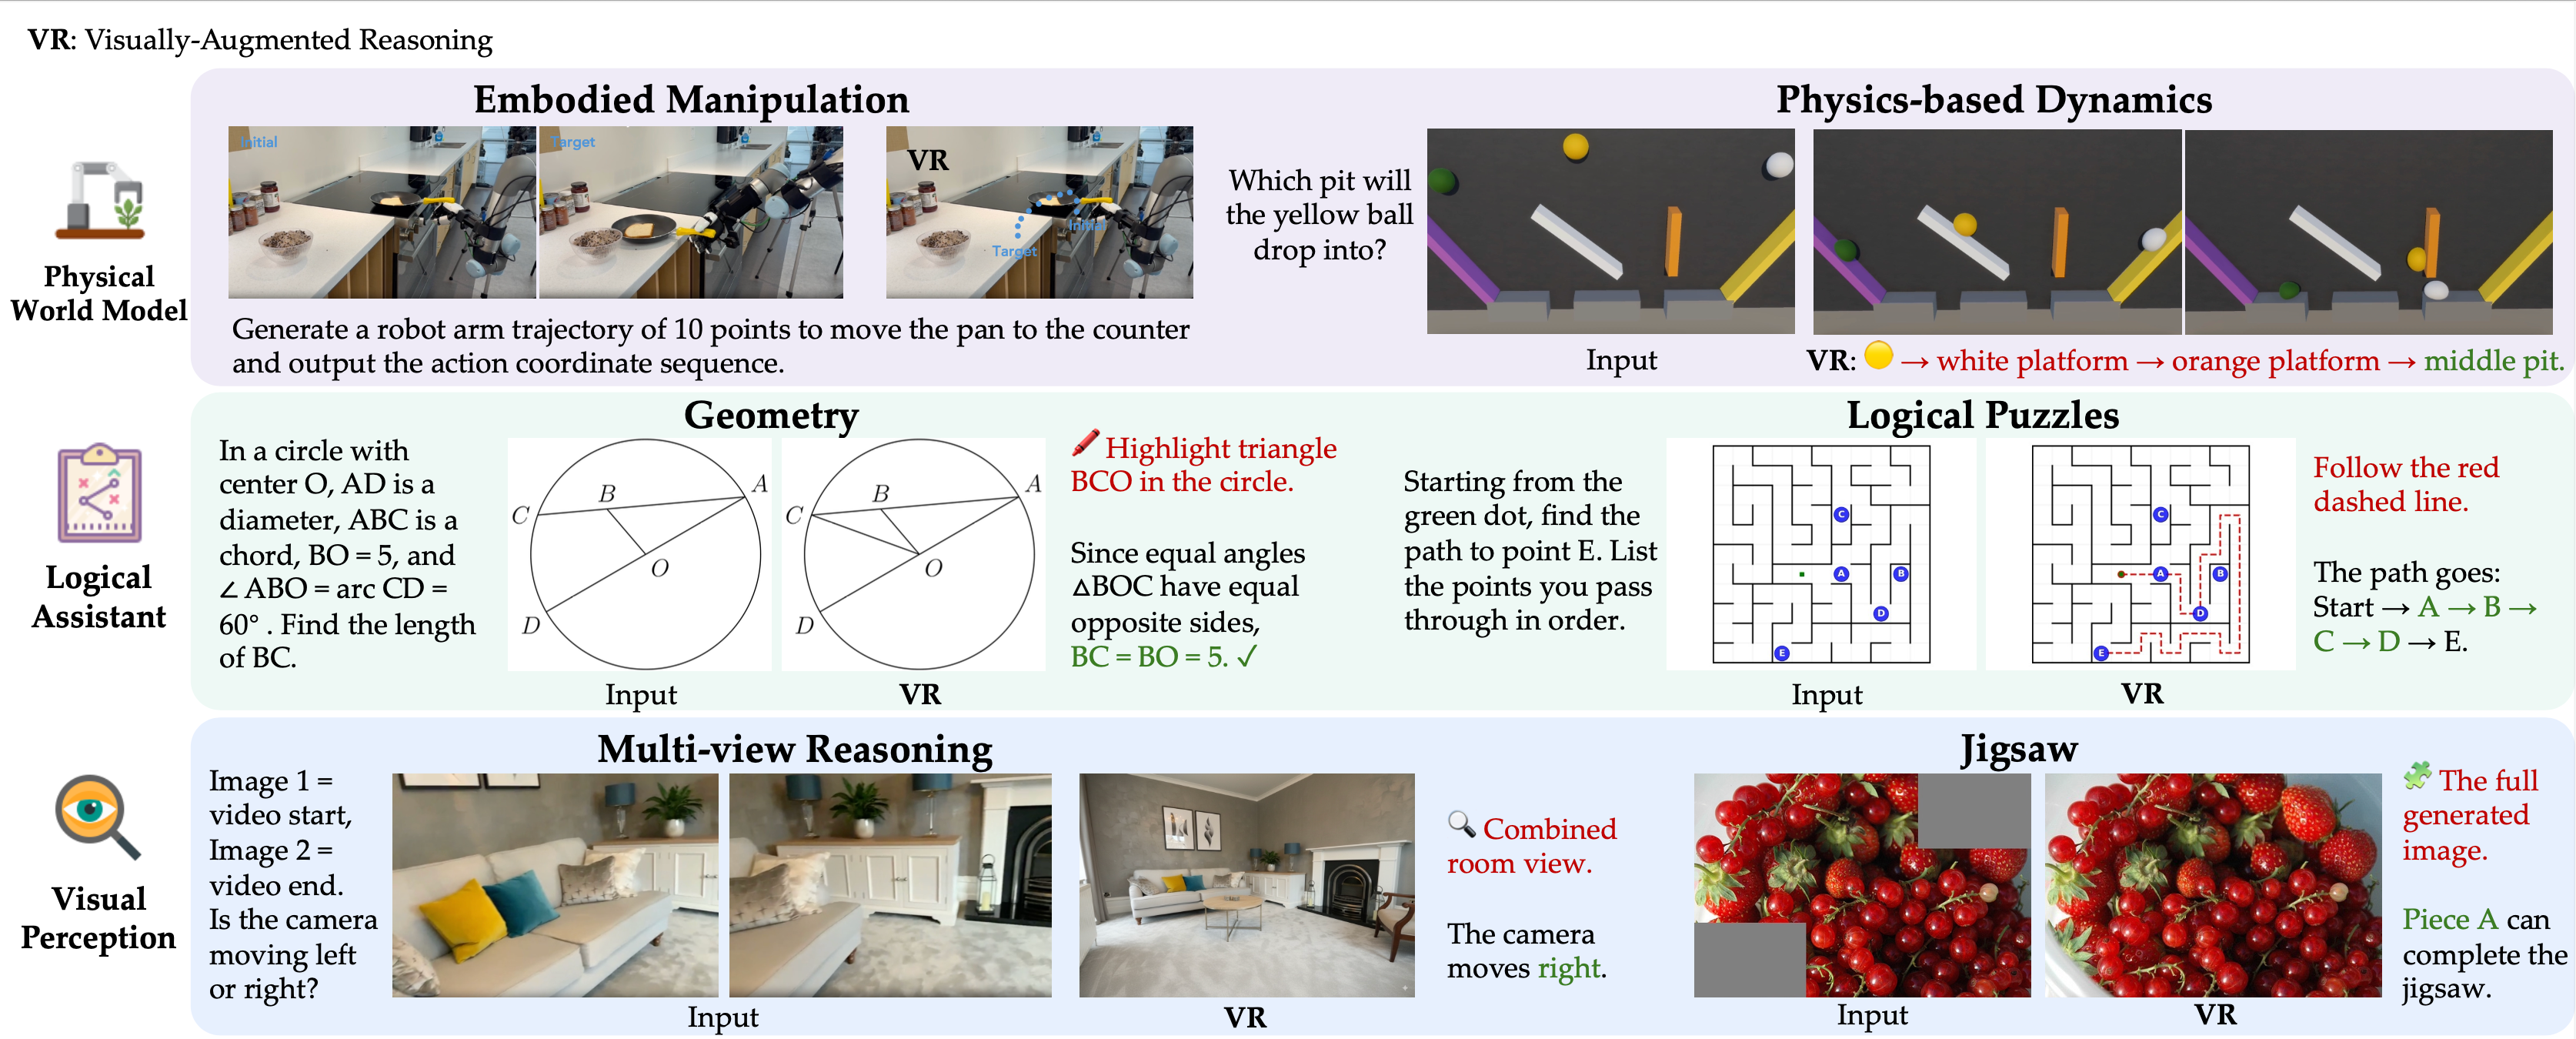 VR: Visually-Augmented Reasoning
Physical
World Model
Embodied Manipulation
Initial
Target
VR
Initial
Target
Generate a robot arm trajectory of 10 points to move the pan to the counter
and output the action coordinate sequence.
Physics-based Dynamics
Which pit will
the yellow ball
drop into?
Input
VR: → white platform → orange platform → middle pit.
Logical
Assistant
Geometry
In a circle with
center O, AD is a
diameter, ABC is a
chord, BO = 5, and
∠ ABO = arc CD =
60° . Find the length
of BC.
A
B
C
O
D
Input
A
B
C
O
D
VR
Highlight triangle
BCO in the circle.
Since equal angles
△BOC have equal
opposite sides,
BC = BO = 5. ✓
Logical Puzzles
Starting from the
green dot, find the
path to point E. List
the points you pass
through in order.
C
A
B
D
E
Input
C
A
B
D
E
VR
Follow the red
dashed line.
The path goes:
Start → A → B →
C → D → E.
Visual
Perception
Multi-view Reasoning
Image 1 =
video start,
Image 2 =
video end.
Is the camera
moving left
or right?
Input
VR
Combined
room view.
The camera
moves right.
Jigsaw
Input
VR
The full
generated
image.
Piece A can
complete the
jigsaw.